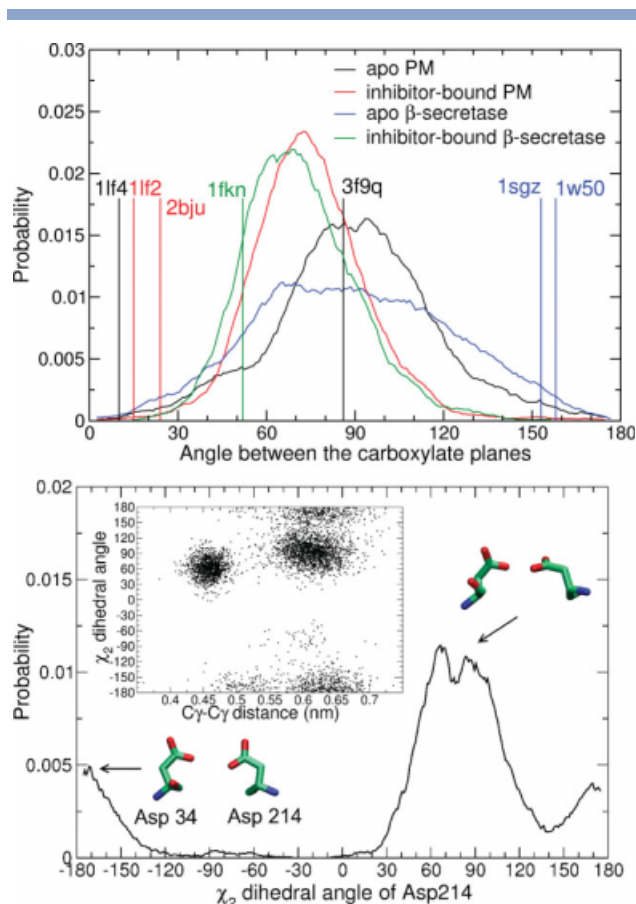 0.03
0.025
0.02
0.015
0.01
0.005
0
Probability
apo PM
inhibitor-bound PM
apo β-secretase
inhibitor-bound β-secretase
1lf4 1lf2
2bju
1fkn
3f9q
1sgz 1w50
0 30 60 90 120 150 180
Angle between the carboxylate planes
0.02
0.015
0.01
0.005
0
Probability
180
150
120
90
60
30
0
-30
-60
-90
-120
-150
-180
χ2 dihedral angle
0.4 0.45 0.5 0.55 0.6 0.65 0.7
Cγ-Cγ distance (nm)
Asp 34 Asp 214
-180 -150 -120 -90 -60 -30 0 30 60 90 120 150 180
χ2 dihedral angle of Asp214